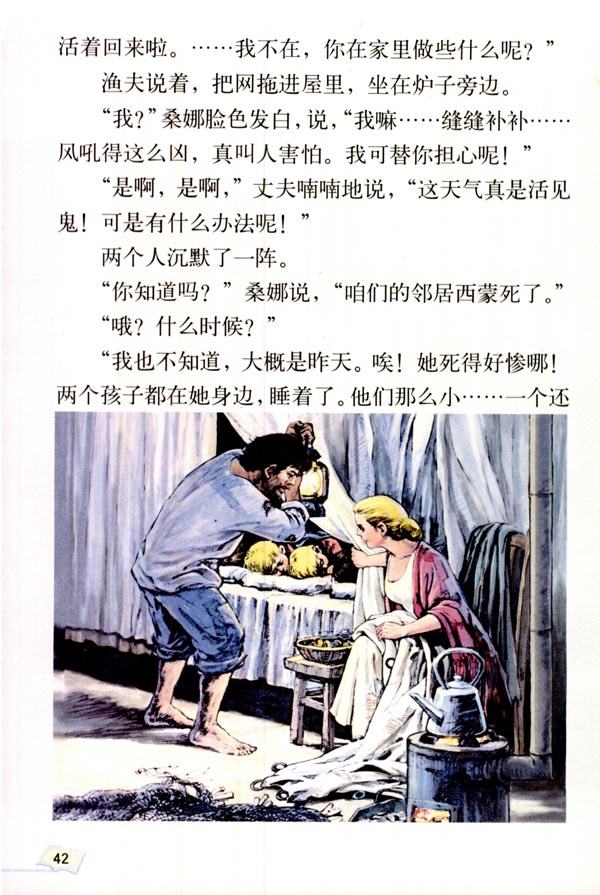 活着回来啦。……我不在，你在家里做些什么呢？”
渔夫说着，把网拖进屋里，坐在炉子旁边。
“我？”桑娜脸色发白，说，“我嘛……缝缝补补……
风吼得这么凶，真叫人害怕。我可替你担心呢！”
“是啊，是啊，”丈夫喃喃地说，“这天气真是活见
鬼！可是有什么办法呢！”
两个人沉默了一阵。
“你知道吗？”桑娜说，“咱们的邻居西蒙死了。”
“哦？什么时候？”
“我也不知道，大概是昨天。唉！她死得好惨哪！
两个孩子都在她身边，睡着了。他们那么小……一个还
42